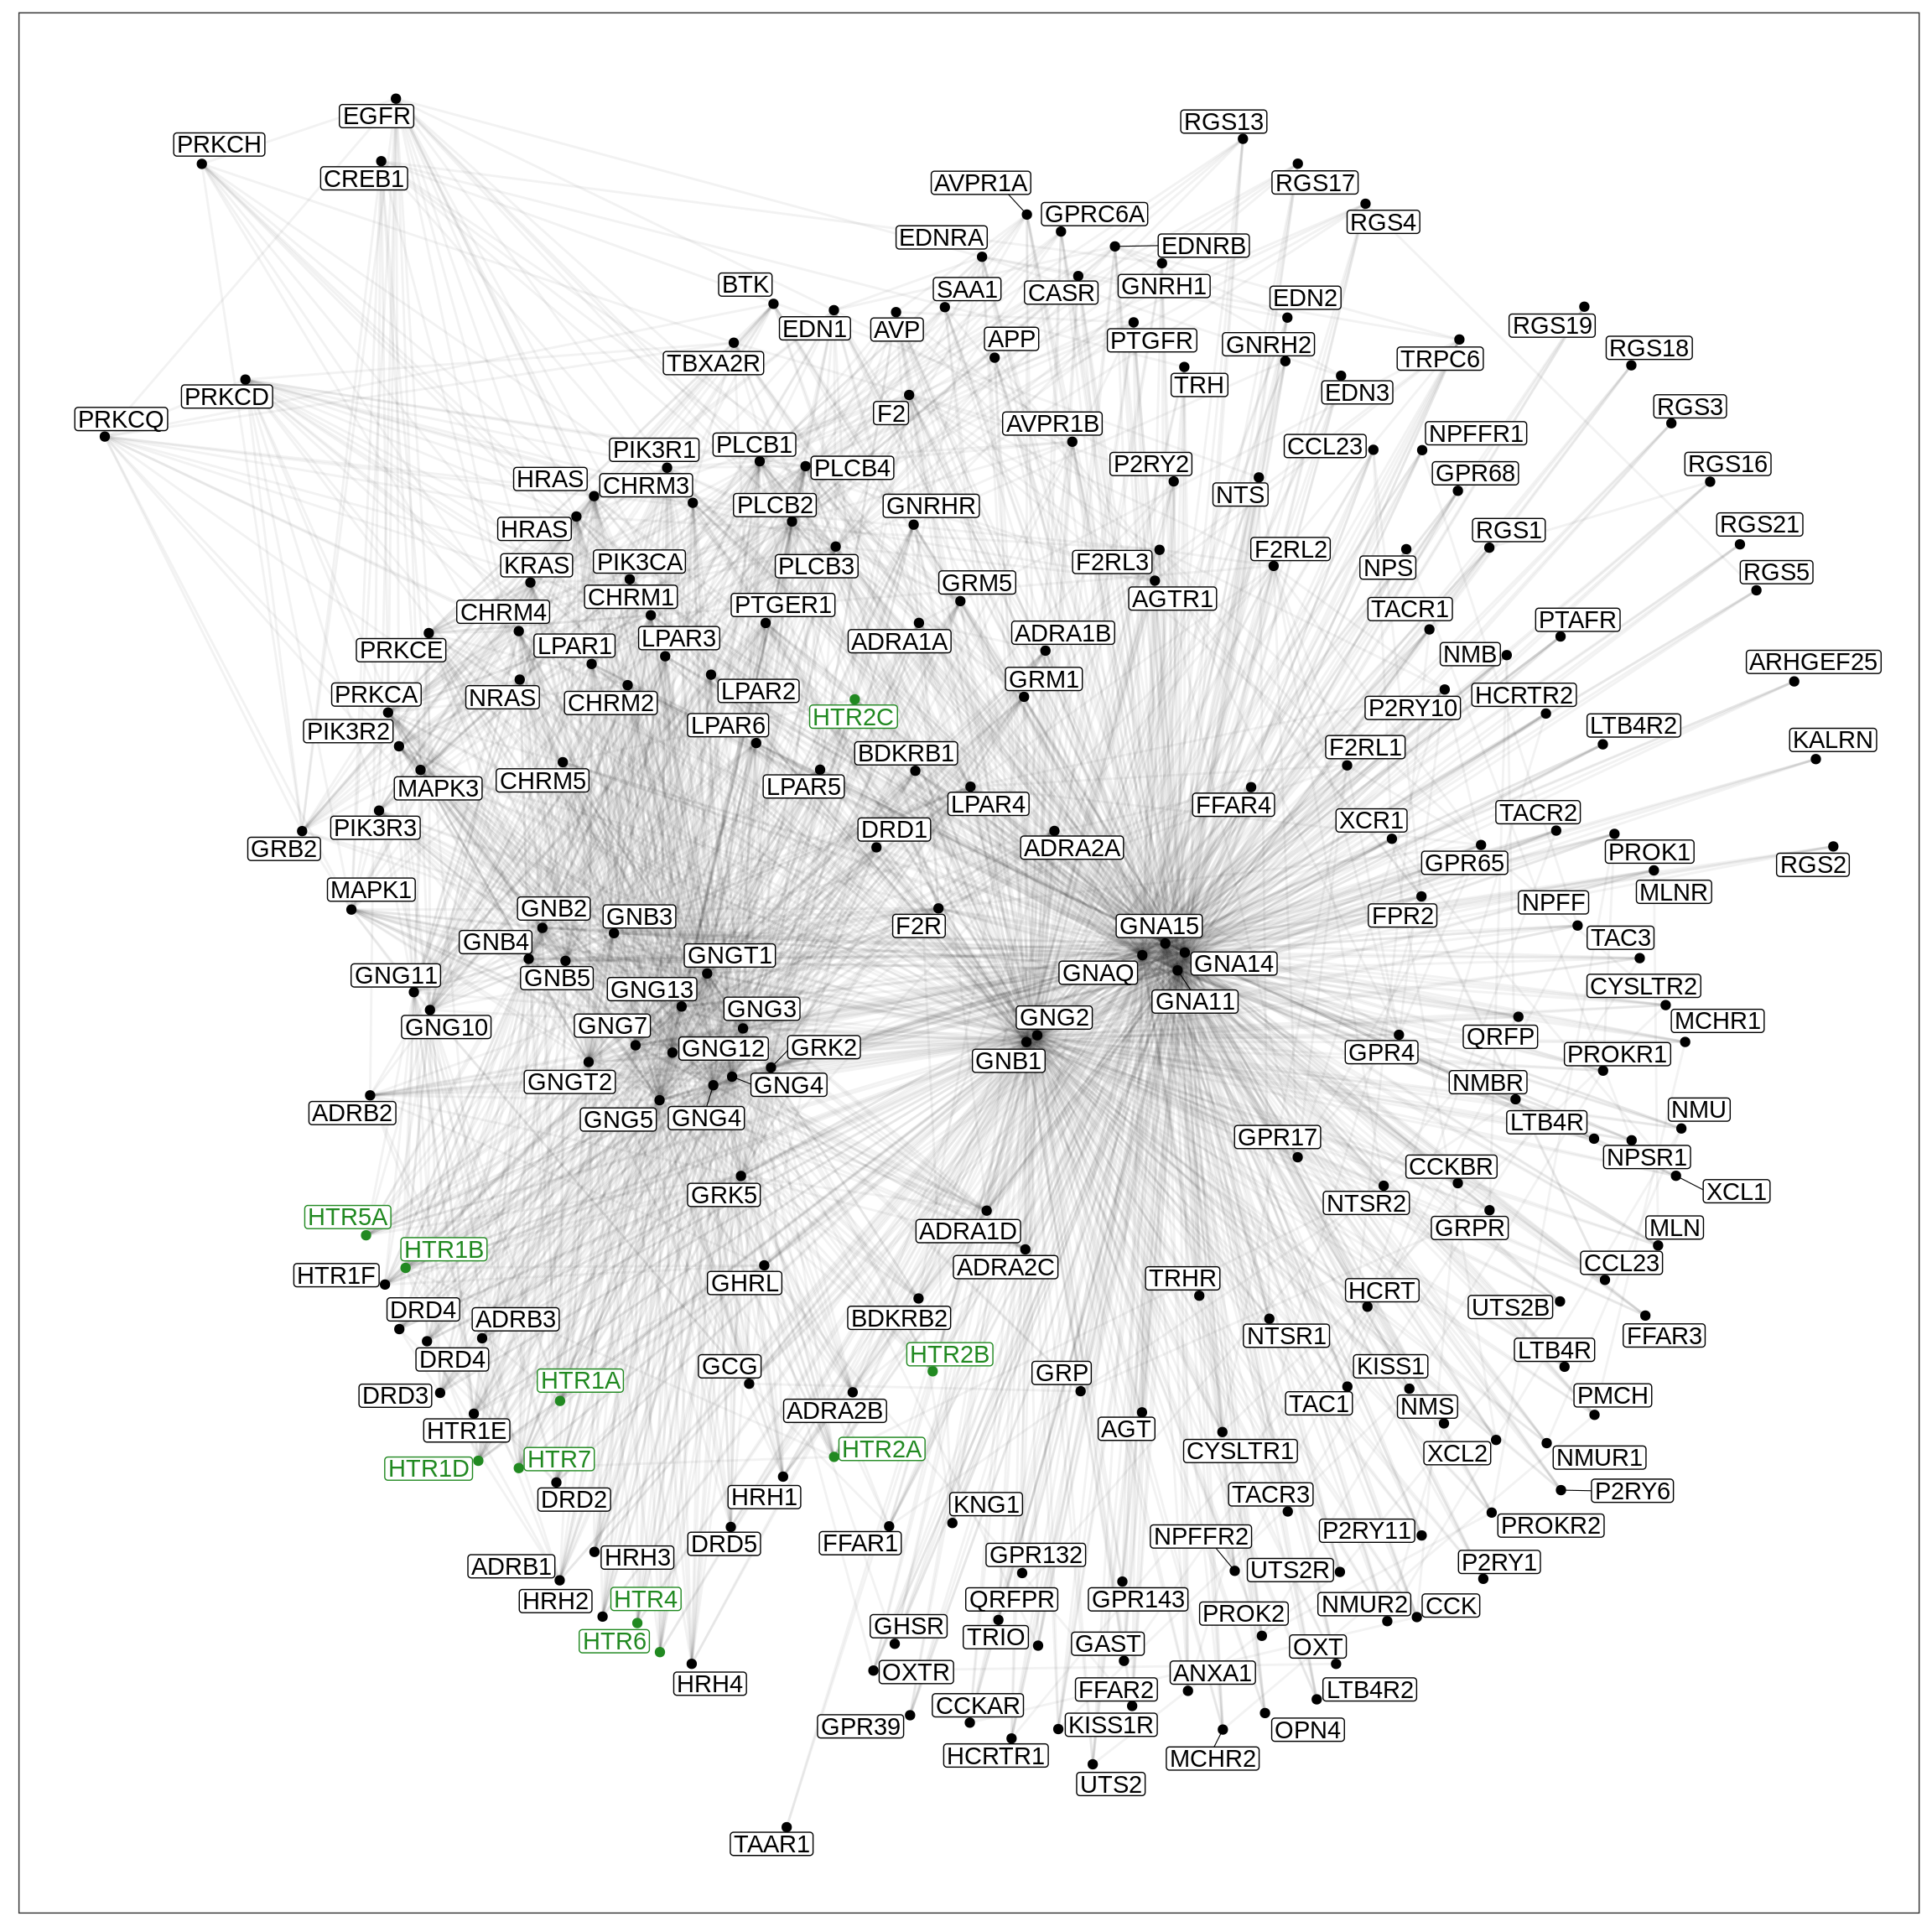 EGFR
RGS13
PRKCH
CREB1
AVPR1A
RGS17
GPRC6A
RGS4
EDNRA
EDNRB
BTK
SAA1
CASR
GNRH1
EDN2
EDN1
AVP
RGS19
APP
PTGFR
GNRH2
RGS18
TBXA2R
TRPC6
TRH
EDN3
PRKCD
RGS3
PRKCQ
F2
AVPR1B
NPFFR1
PIK3R1
PLCB1
CCL23
PLCB4
P2RY2
RGS16
HRAS
CHRM3
GPR68
NTS
PLCB2
GNRHR
HRAS
RGS1
RGS21
F2RL2
KRAS
PIK3CA
PLCB3
F2RL3
NPS
RGS5
GRM5
CHRM1
AGTR1
PTGER1
CHRM4
TACR1
PTAFR
ADRA1A
ADRA1B
PRKCE
LPAR1
LPAR3
NMB
ARHGEF25
GRM1
PRKCA
NRAS
CHRM2
LPAR2
HCRTR2
P2RY10
HTR2C
PIK3R2
LPAR6
LTB4R2
F2RL1
KALRN
BDKRB1
CHRM5
MAPK3
LPAR5
LPAR4
FFAR4
TACR2
PIK3R3
DRD1
XCR1
GRB2
ADRA2A
PROK1
GPR65
RGS2
MAPK1
MLNR
NPFF
GNB2
GNB3
FPR2
F2R
GNA15
TAC3
GNB4
GNGT1
GNA14
GNAQ
GNG11
GNB5
GNG13
CYSLTR2
GNA11
GNG3
GNG2
MCHR1
GNG10
GNG7
QRFP
GNG12
GRK2
GPR4
PROKR1
GNB1
GNGT2
GNG4
NMBR
ADRB2
GNG5
GNG4
NMU
LTB4R
GPR17
NPSR1
CCKBR
GRK5
XCL1
NTSR2
HTR5A
ADRA1D
GRPR
MLN
HTR1B
HTR1F
ADRA2C
CCL23
GHRL
TRHR
HCRT
DRD4
ADRB3
BDKRB2
UTS2B
NTSR1
FFAR3
DRD4
HTR2B
LTB4R
GCG
GRP
KISS1
HTR1A
DRD3
PMCH
TAC1
NMS
ADRA2B
HTR1E
AGT
HTR2A
CYSLTR1
XCL2
HTR7
HTR1D
NMUR1
P2RY6
DRD2
HRH1
TACR3
KNG1
PROKR2
P2RY11
NPFFR2
DRD5
FFAR1
GPR132
HRH3
ADRB1
P2RY1
UTS2R
HRH2
HTR4
QRFPR
GPR143
NMUR2
CCK
PROK2
GHSR
TRIO
HTR6
GAST
OXT
OXTR
ANXA1
HRH4
FFAR2
LTB4R2
CCKAR
GPR39
KISS1R
OPN4
HCRTR1
MCHR2
UTS2
TAAR1